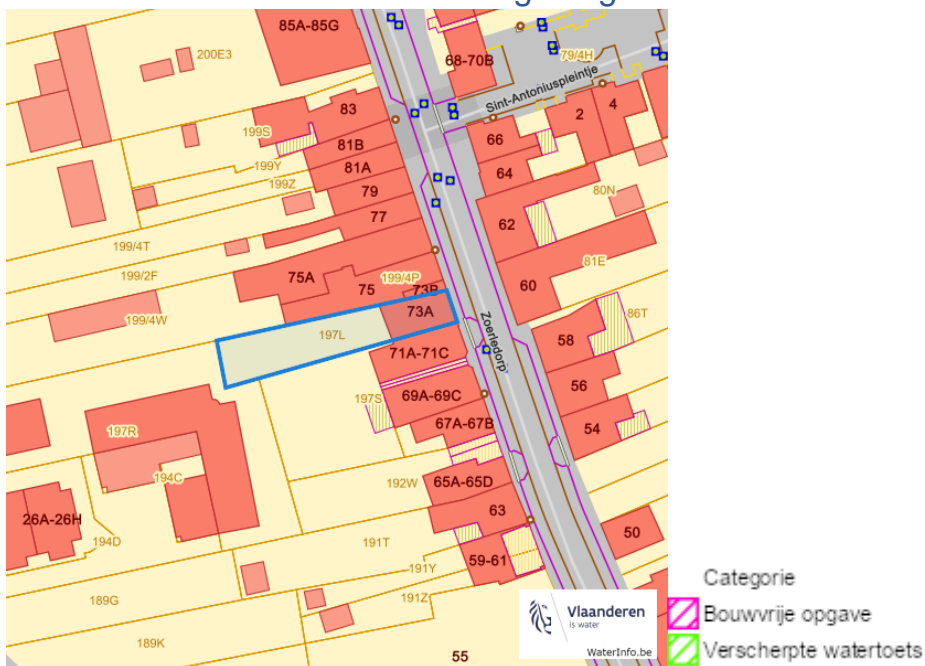 85A-85G
68-70B
200E3
79/4H
Sint-Antoniuspleintje
83
2
4
199S
81B
66
81A
199Y
64
199Z
79
80N
77
62
199/4T
81E
199/2F
75A
75
199/4P
60
73B
199/4W
73A
86T
197L
Zoerledorp
58
71A-71C
56
197S
69A-69C
67A-67B
54
197R
194C
192W
65A-65D
63
26A-26H
50
194D
191T
59-61
191Y
189G
191Z
189K
55
Vlaanderen
is water
WaterInfo.be
Categorie
Bouwvrije opgave
Verscherpte watertoets